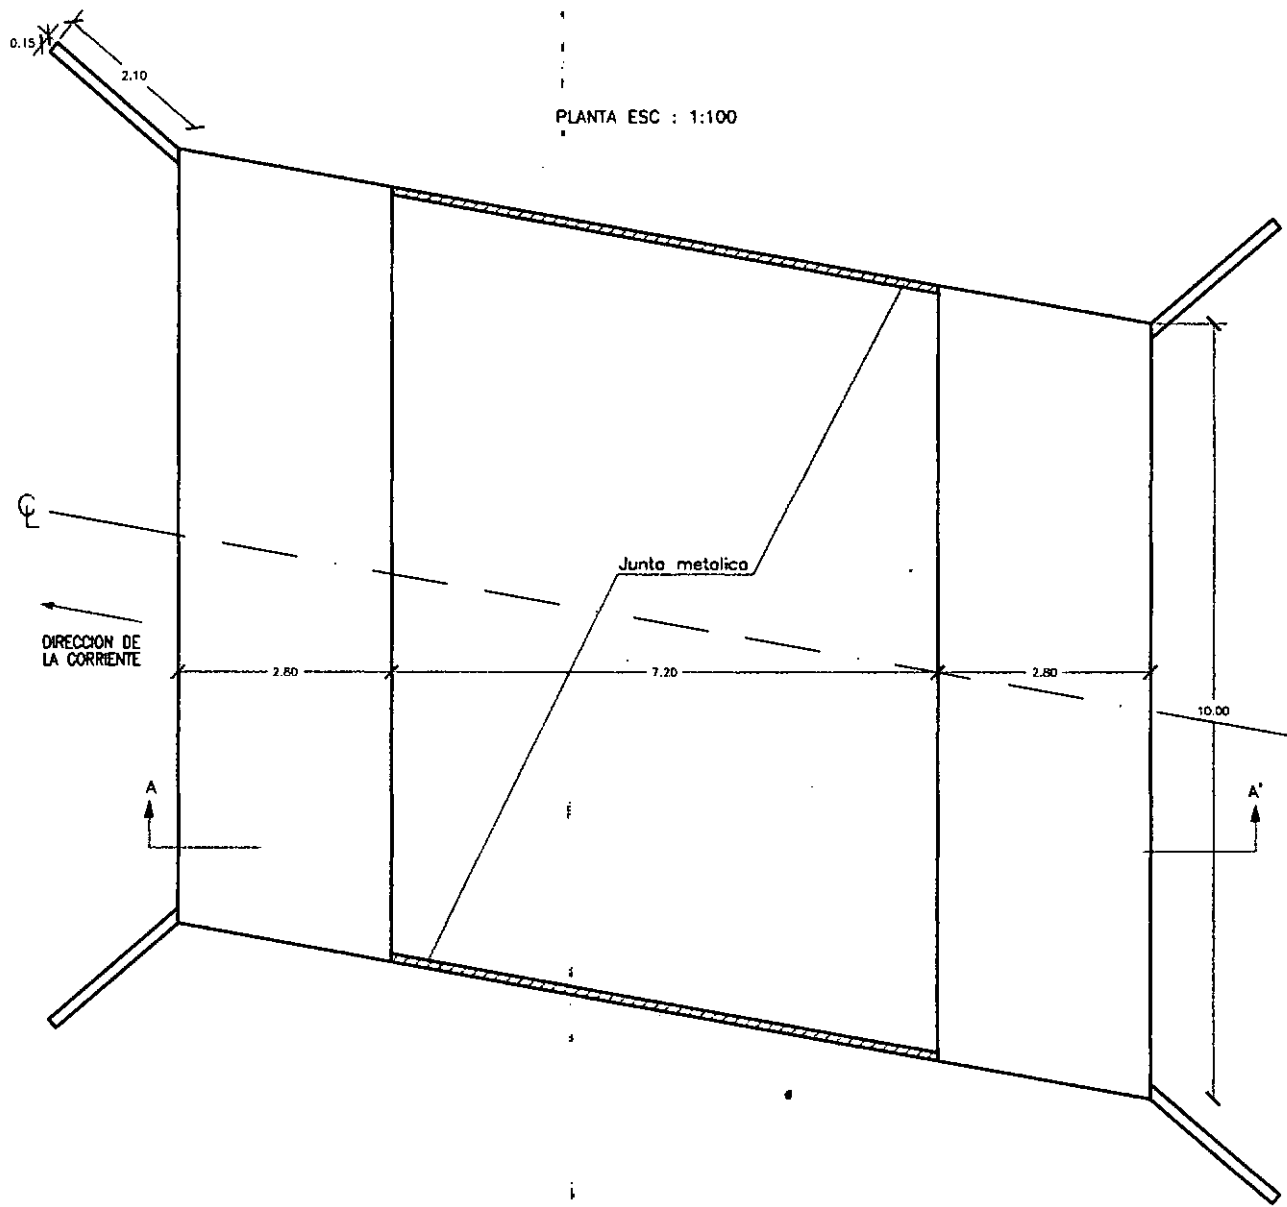 0.15
2.10
PLANTA ESC : 1:100
℄
Junta metalica
DIRECCION DE
LA CORRIENTE
2.80
7.20
2.80
10.00
A
A'